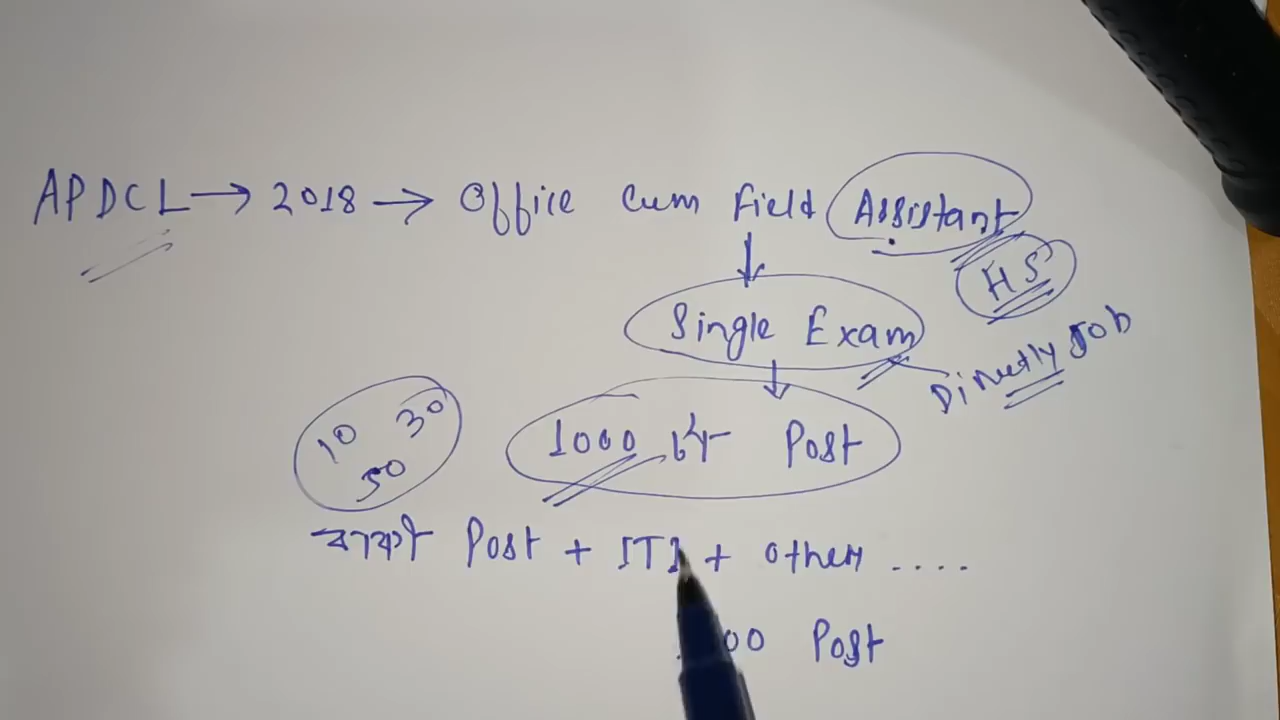 APDCL → 2018 → Office Cum Field Assistant
HS
Single Exam
Directly Job
10 30
50
1000 টা Post
বাকী Post + ITI + Other ....
00 Post